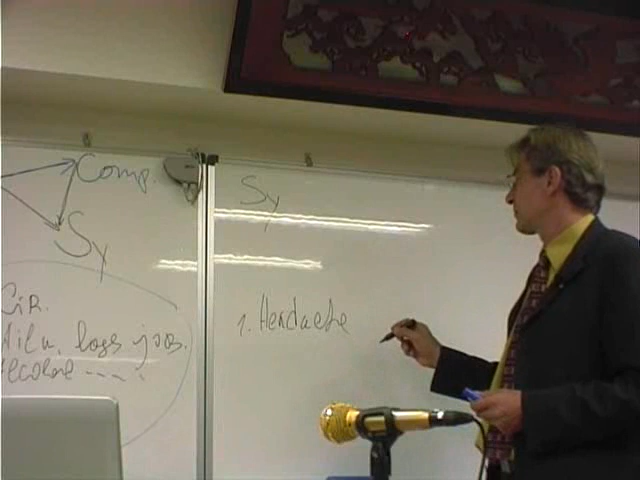 Comp.
Sy
CiR.
loss job.
Sy
1. Headache